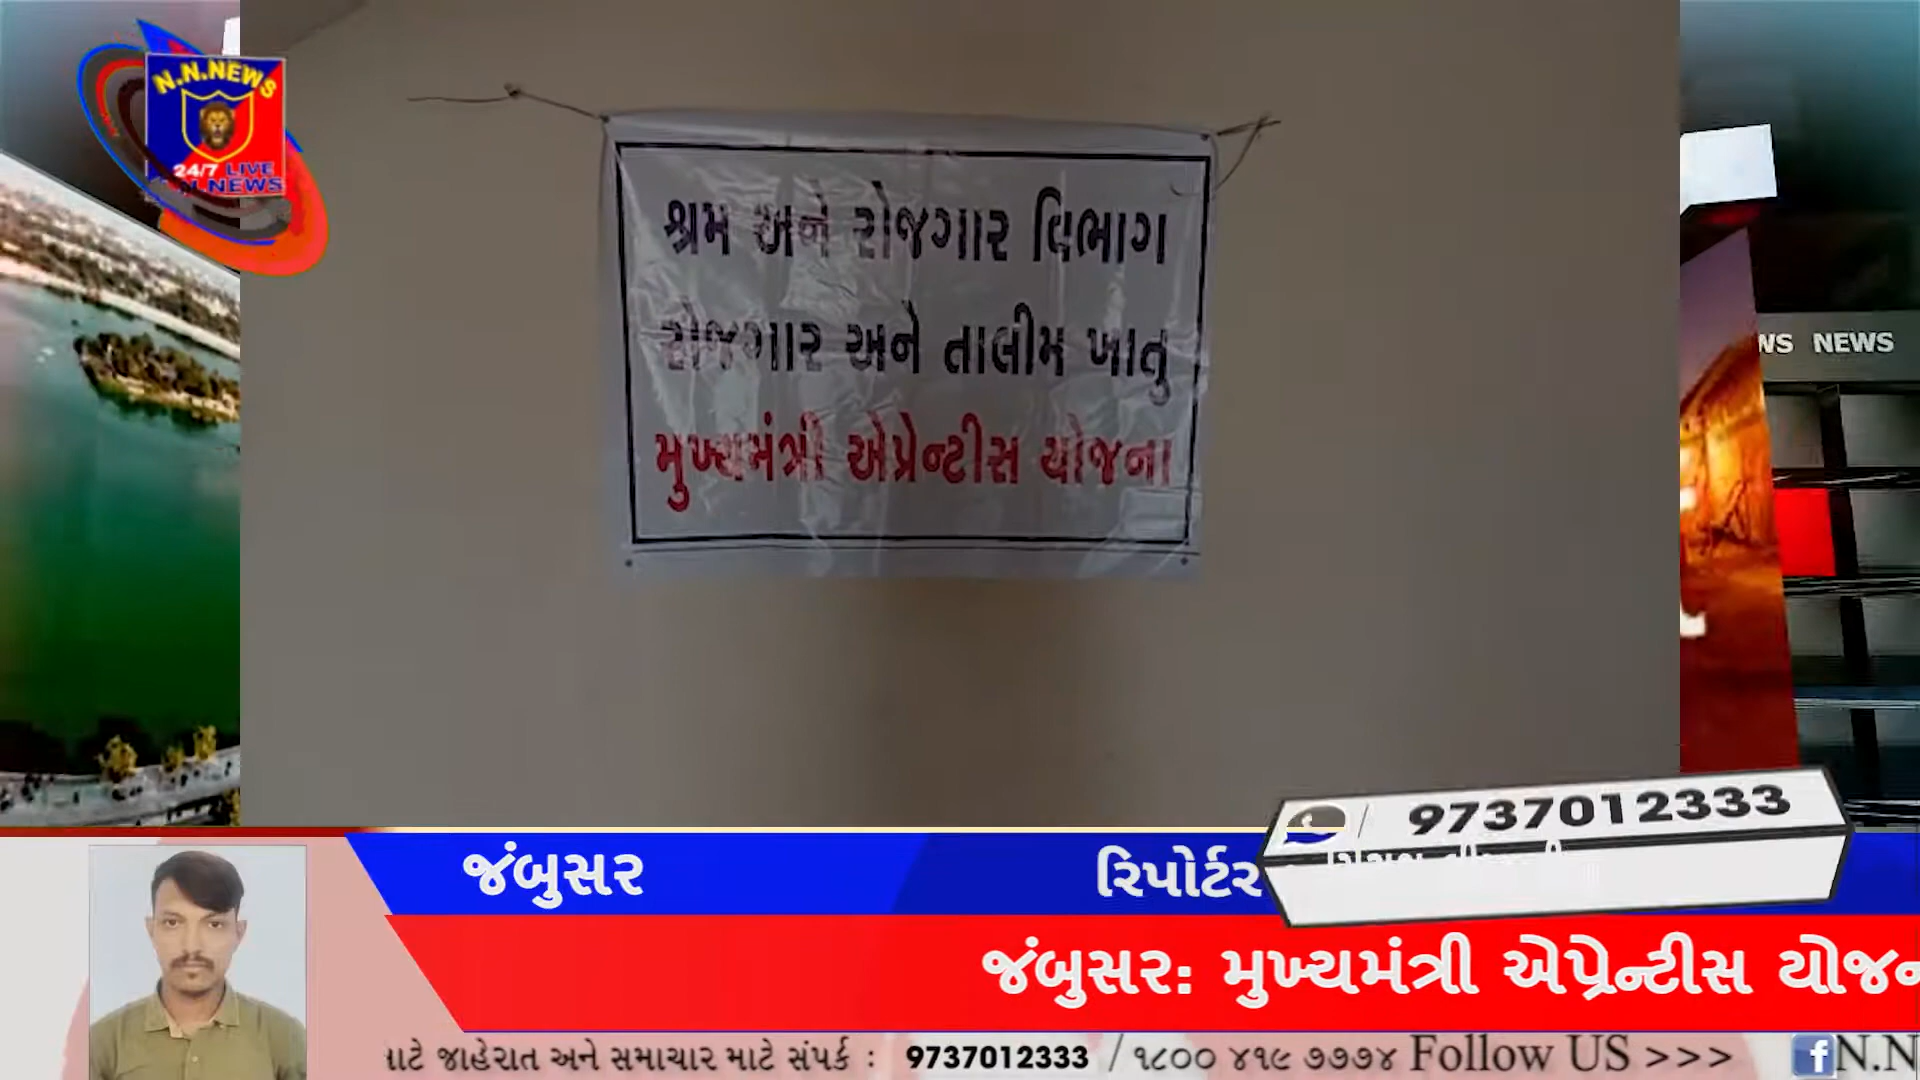 N.N.NEWS
24/7 LIVE
N.NEWS
શ્રમ અને રોજગાર વિભાગ
રોજગાર અને તાલીમ ખાતુ
મુખ્યમંત્રી એપ્રેન્ટીસ યોજના
NEWS
9737012333
જંબુસર
રિપોર્ટર
જંબુસર: મુખ્યમંત્રી એપ્રેન્ટીસ
જાહેરાત અને સમાચાર માટે સંપર્ક : 9737012333 / ૧૮૦૦ ૪૧૯ ૭૭૭૪ Follow US >>> f N.N